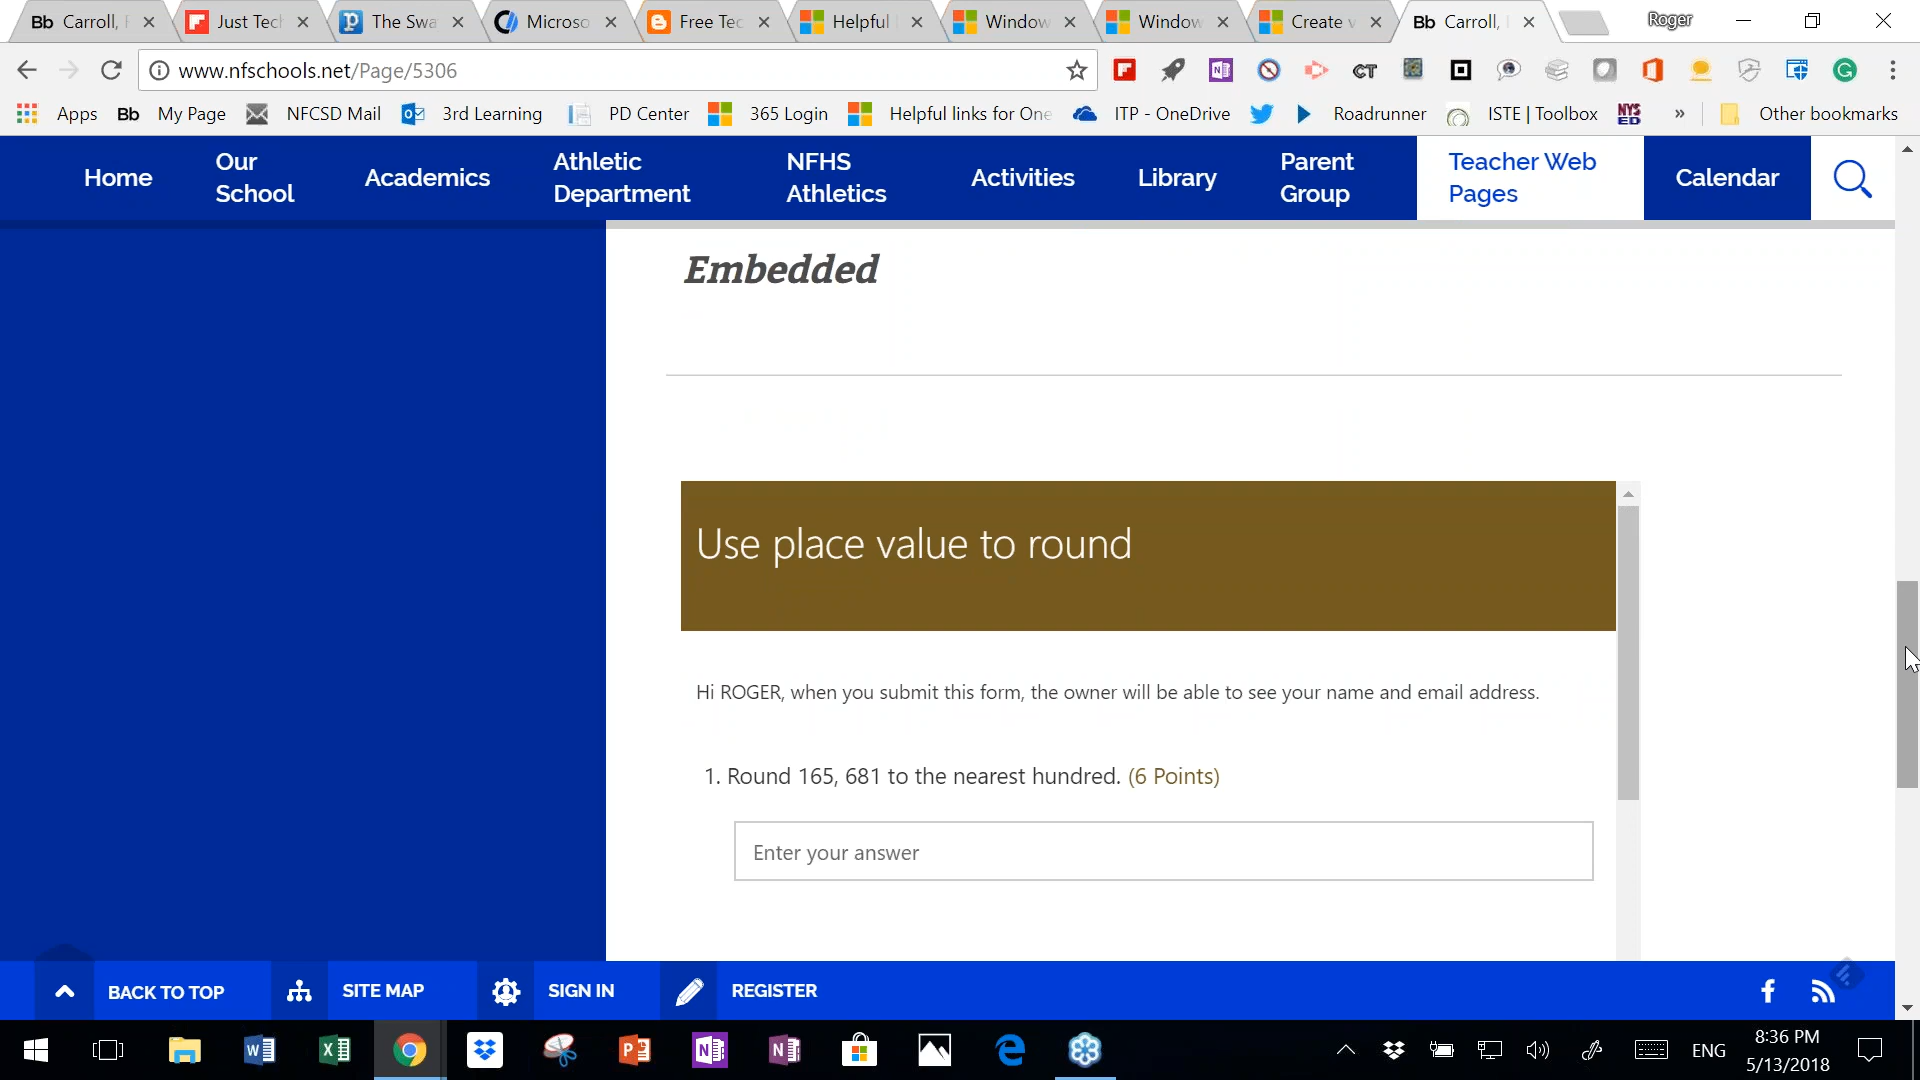 Bb Carroll,
Just Tech
The Swa
Microso
Free Tec
Helpful
Window
Window
Create v
Bb Carroll,
Roger
www.nfschools.net/Page/5306
CT
Apps
Bb My Page
NFCSD Mail
3rd Learning
PD Center
365 Login
Helpful links for One
ITP - OneDrive
Roadrunner
ISTE | Toolbox
NYS
ED
»
Other bookmarks
Home
Our
School
Academics
Athletic
Department
NFHS
Athletics
Activities
Library
Parent
Group
Teacher Web
Pages
Calendar
Embedded
Use place value to round
Hi ROGER, when you submit this form, the owner will be able to see your name and email address.
1. Round 165, 681 to the nearest hundred. (6 Points)
Enter your answer
BACK TO TOP
SITE MAP
SIGN IN
REGISTER
ENG
8:36 PM
5/13/2018